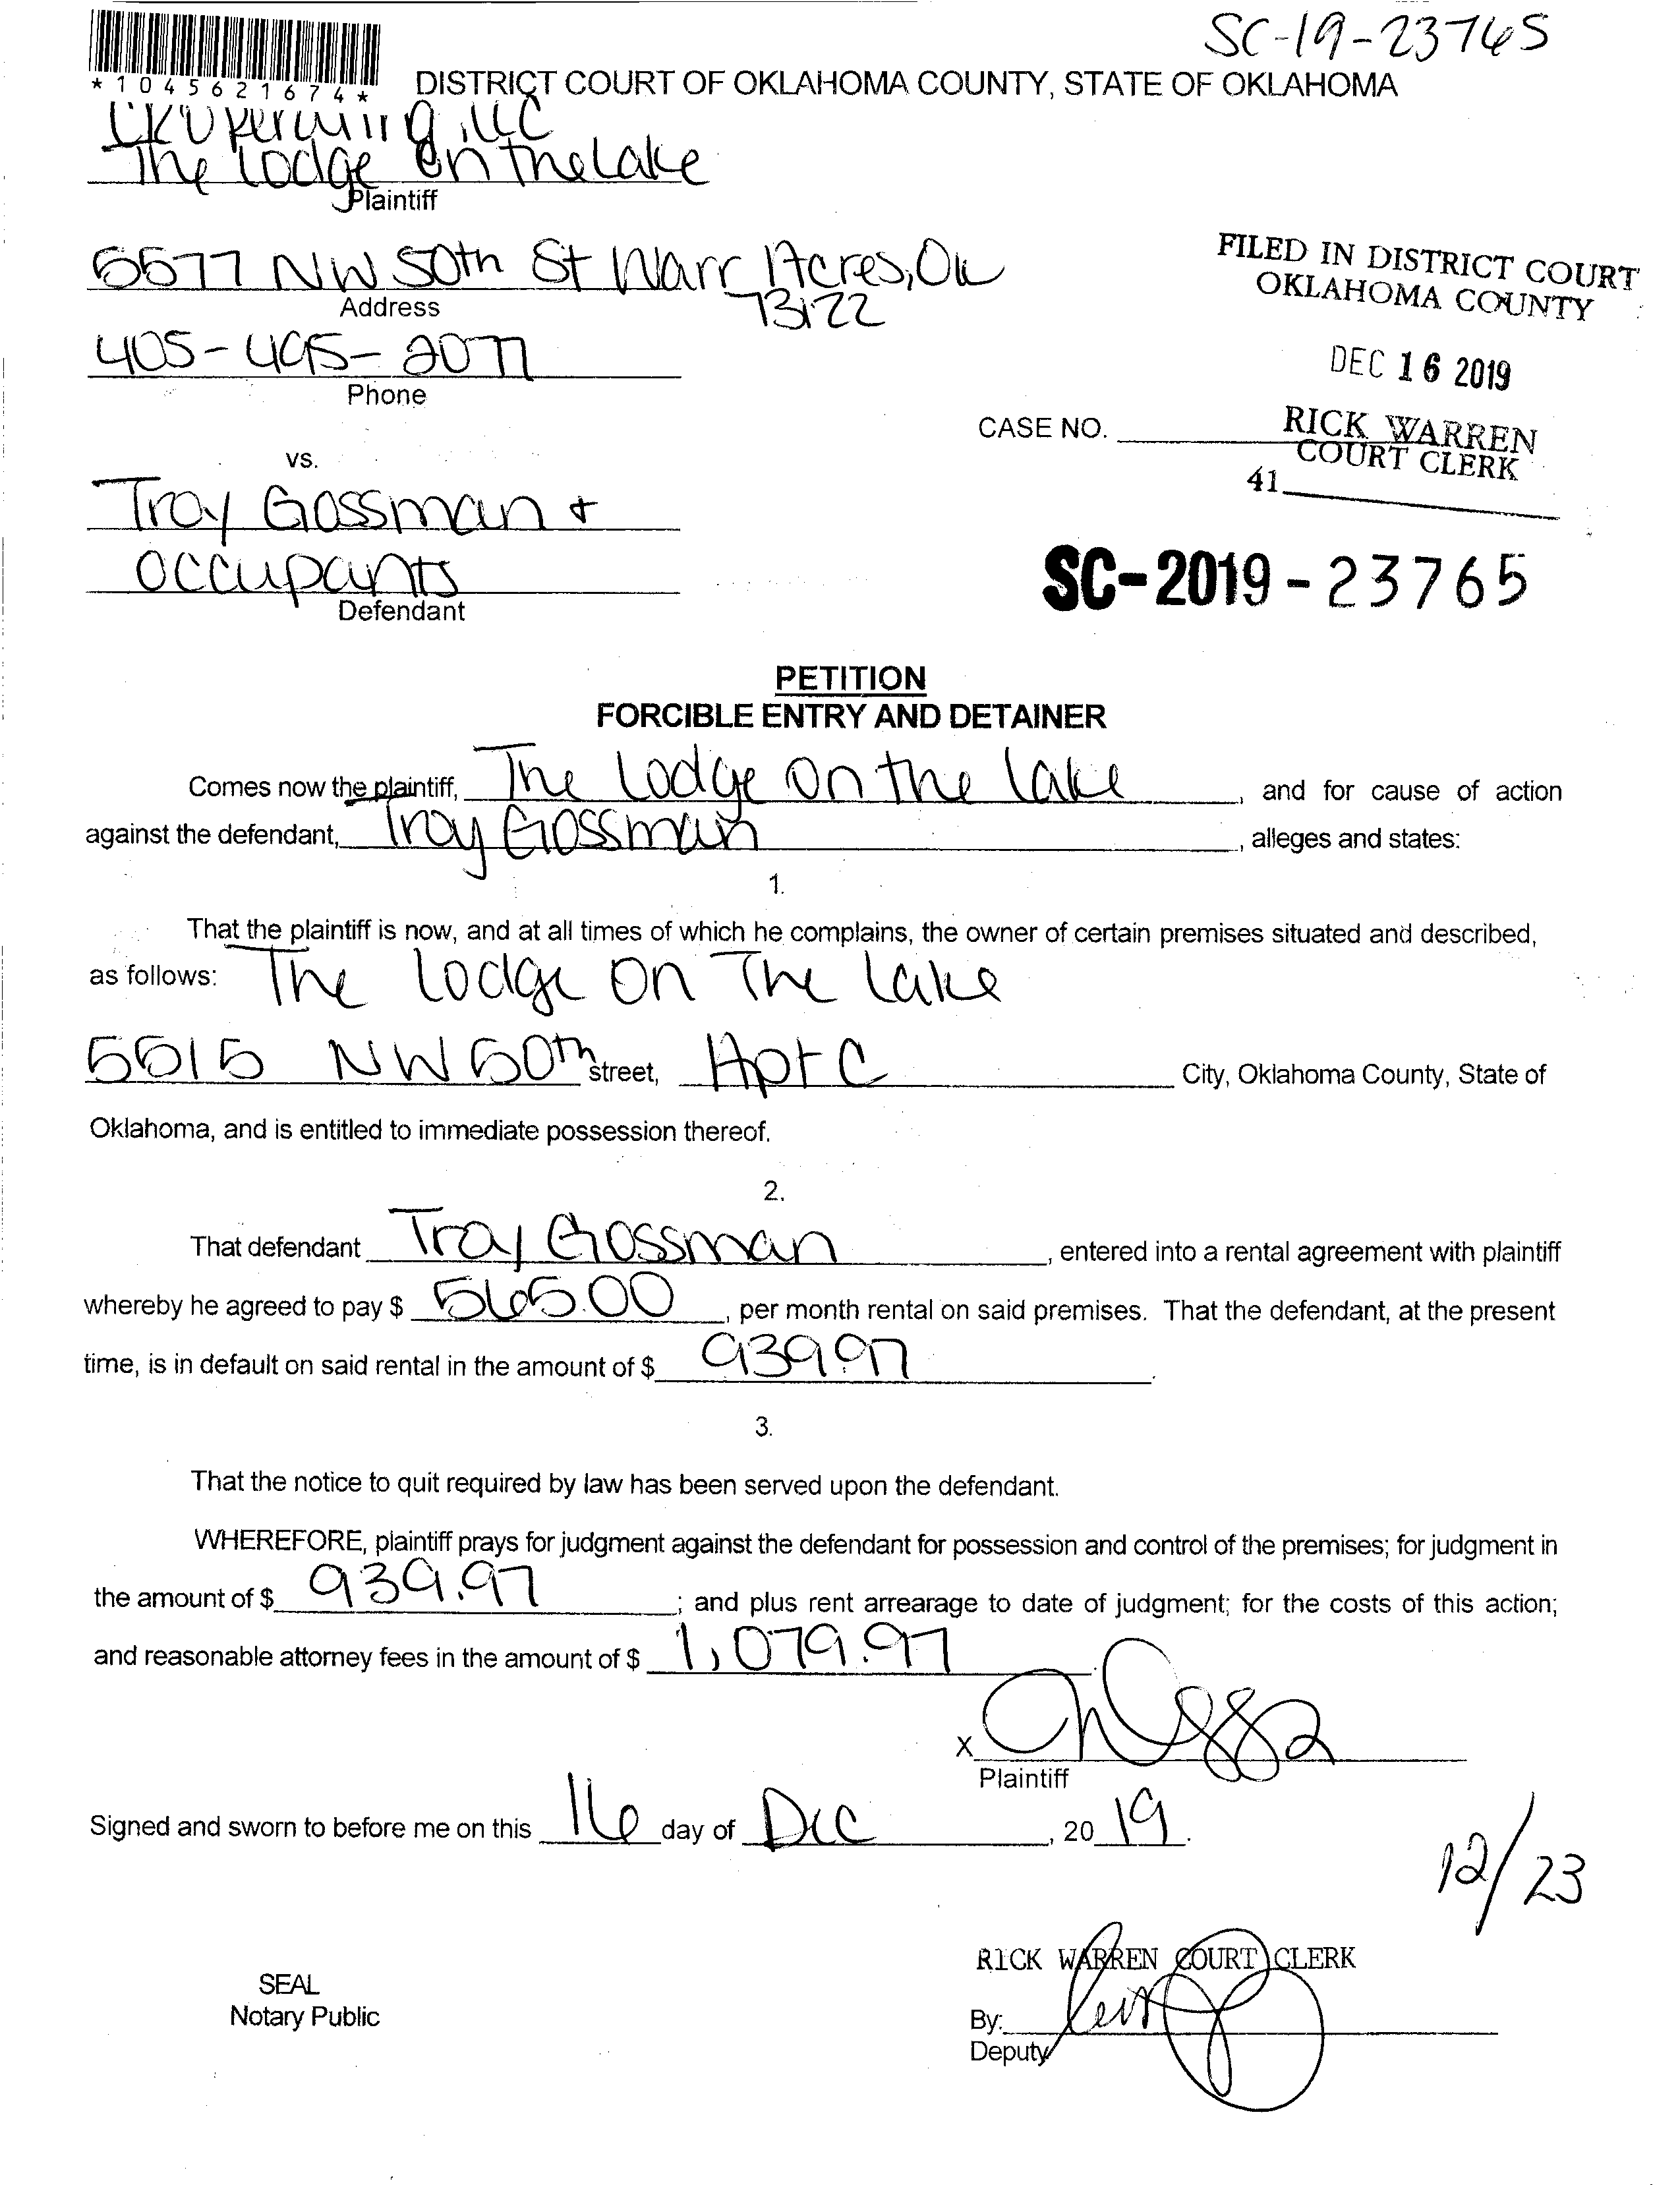 SC-19-23765
*1045621674*
DISTRICT COURT OF OKLAHOMA COUNTY, STATE OF OKLAHOMA
LLC
The Lodge on the Lake
Plaintiff
5577 NW 50th St Warr Acres, OK
Address
73122
405-495-2077
Phone
FILED IN DISTRICT COURT
OKLAHOMA COUNTY
DEC 16 2019
RICK WARREN
COURT CLERK
41
CASE NO.
vs.
Troy Gossman +
occupants
Defendant
SC-2019-23765
PETITION
FORCIBLE ENTRY AND DETAINER
Comes now the plaintiff, The Lodge on the Lake, and for cause of action
against the defendant, Troy Gossman, alleges and states:
1.
That the plaintiff is now, and at all times of which he complains, the owner of certain premises situated and described,
as follows: The Lodge on The Lake
5515 NW 50th street, Apt C City, Oklahoma County, State of
Oklahoma, and is entitled to immediate possession thereof.
2.
That defendant Troy Gossman, entered into a rental agreement with plaintiff
whereby he agreed to pay $ 565.00, per month rental on said premises. That the defendant, at the present
time, is in default on said rental in the amount of $ 939.97.
3.
That the notice to quit required by law has been served upon the defendant.
WHEREFORE, plaintiff prays for judgment against the defendant for possession and control of the premises; for judgment in
the amount of $ 939.97; and plus rent arrearage to date of judgment; for the costs of this action;
and reasonable attorney fees in the amount of $ 1,079.97.
X
Plaintiff
Signed and sworn to before me on this 16 day of Dec, 2019.
12/23
RICK WARREN COURT CLERK
SEAL
Notary Public
By:
Deputy